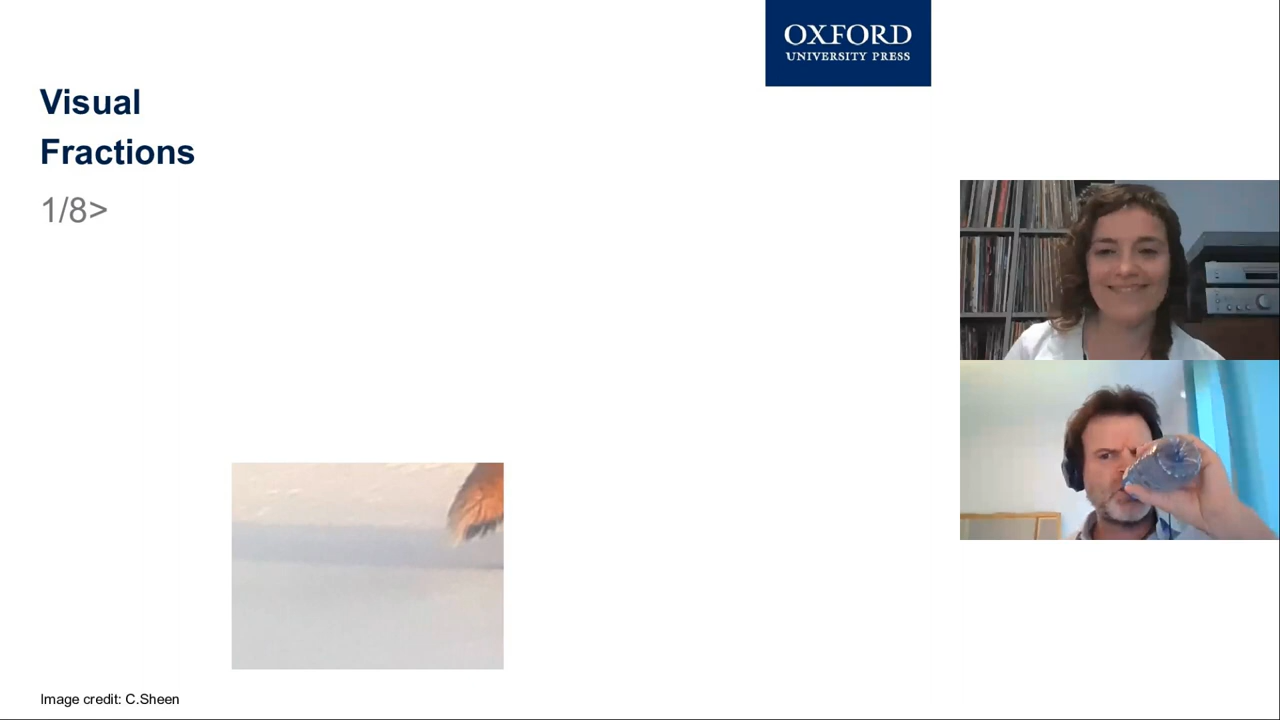 OXFORD
UNIVERSITY PRESS
Visual
Fractions
1/8>
Image credit: C.Sheen